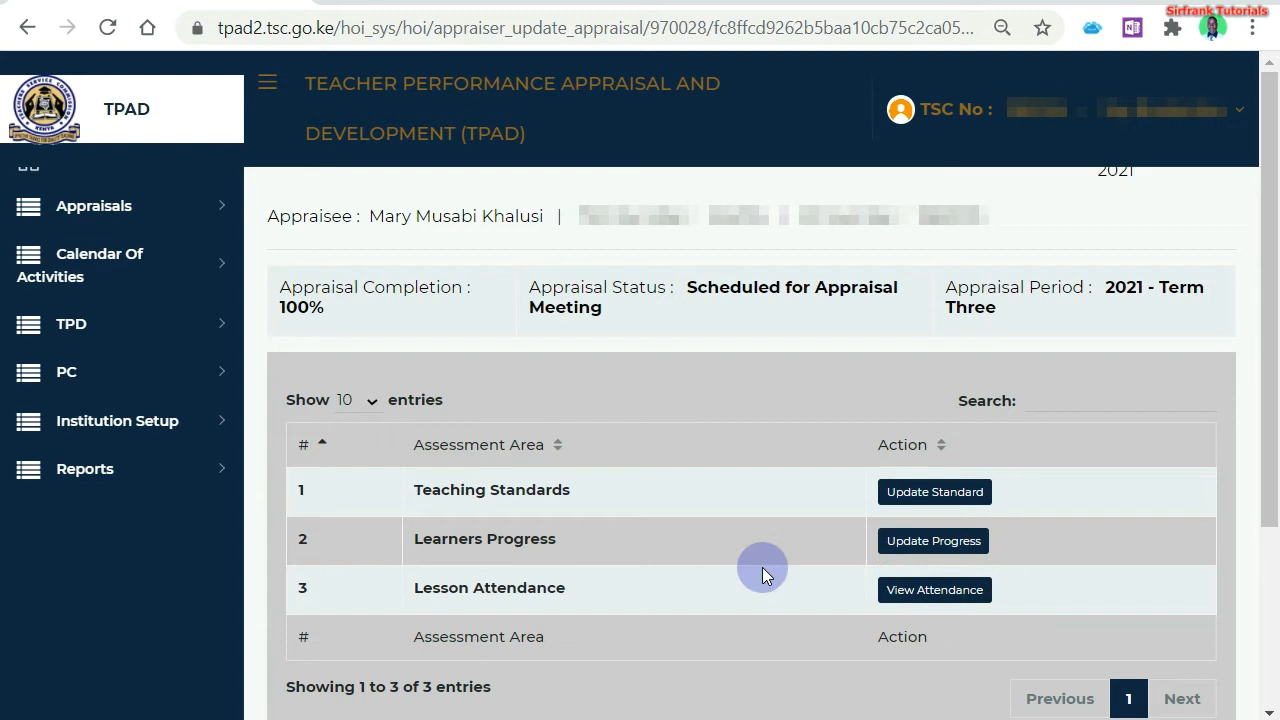 Sirfrank Tutorials
tpad2.tsc.go.ke/hoi_sys/hoi/appraiser_update_appraisal/970028/fc8ffcd9262b5baa10cb75c2ca05...
TPAD
TEACHER PERFORMANCE APPRAISAL AND
DEVELOPMENT (TPAD)
TSC No :
Appraisals
Calendar Of
Activities
TPD
PC
Institution Setup
Reports
2021
Appraisee : Mary Musabi Khalusi |
Appraisal Completion :
100%
Appraisal Status : Scheduled for Appraisal
Meeting
Appraisal Period : 2021 - Term
Three
Show 10 entries
Search:
# Assessment Area Action
1 Teaching Standards Update Standard
2 Learners Progress Update Progress
3 Lesson Attendance View Attendance
# Assessment Area Action
Showing 1 to 3 of 3 entries
Previous 1 Next